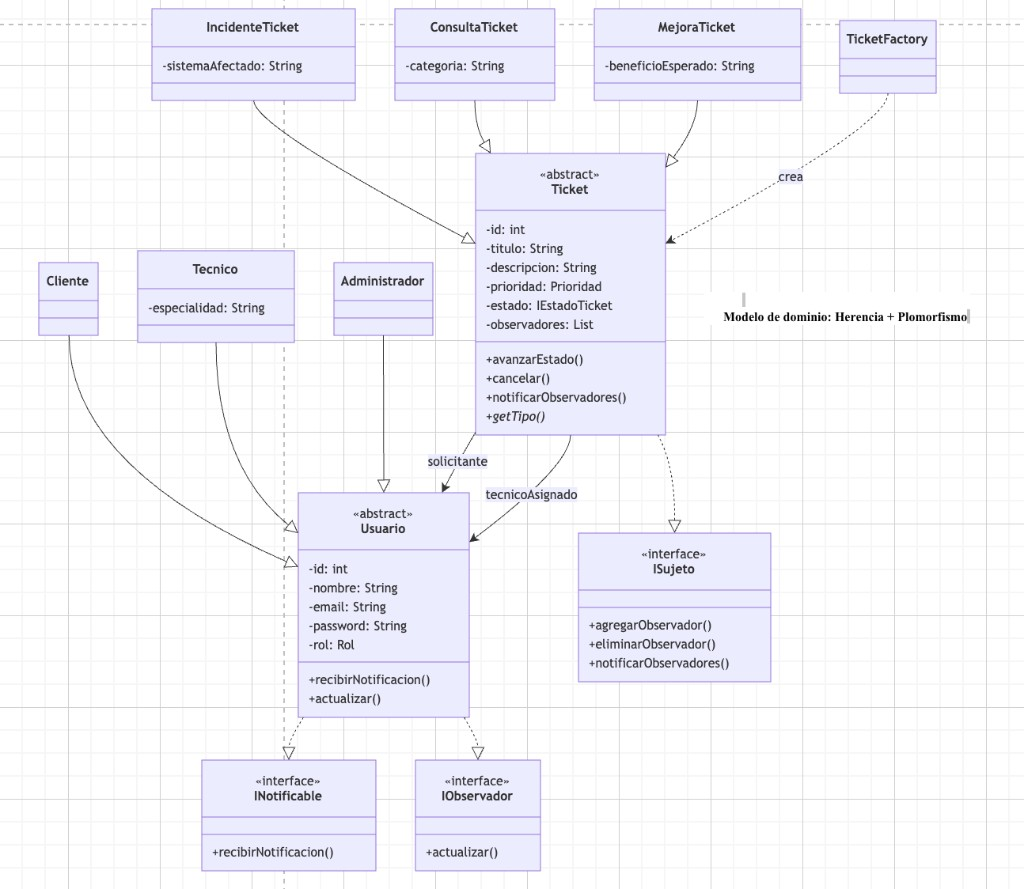 IncidenteTicket
-sistemaAfectado: String
ConsultaTicket
-categoria: String
MejoraTicket
-beneficioEsperado: String
TicketFactory
crea
«abstract»
Ticket
-id: int
-titulo: String
-descripcion: String
-prioridad: Prioridad
-estado: IEstadoTicket
-observadores: List
+avanzarEstado()
+cancelar()
+notificarObservadores()
+getTipo()
Cliente
Tecnico
-especialidad: String
Administrador
Modelo de dominio: Herencia + Plomorfismo
solicitante
tecnicoAsignado
«abstract»
Usuario
-id: int
-nombre: String
-email: String
-password: String
-rol: Rol
+recibirNotificacion()
+actualizar()
«interface»
ISujeto
+agregarObservador()
+eliminarObservador()
+notificarObservadores()
«interface»
INotificable
+recibirNotificacion()
«interface»
IObservador
+actualizar()